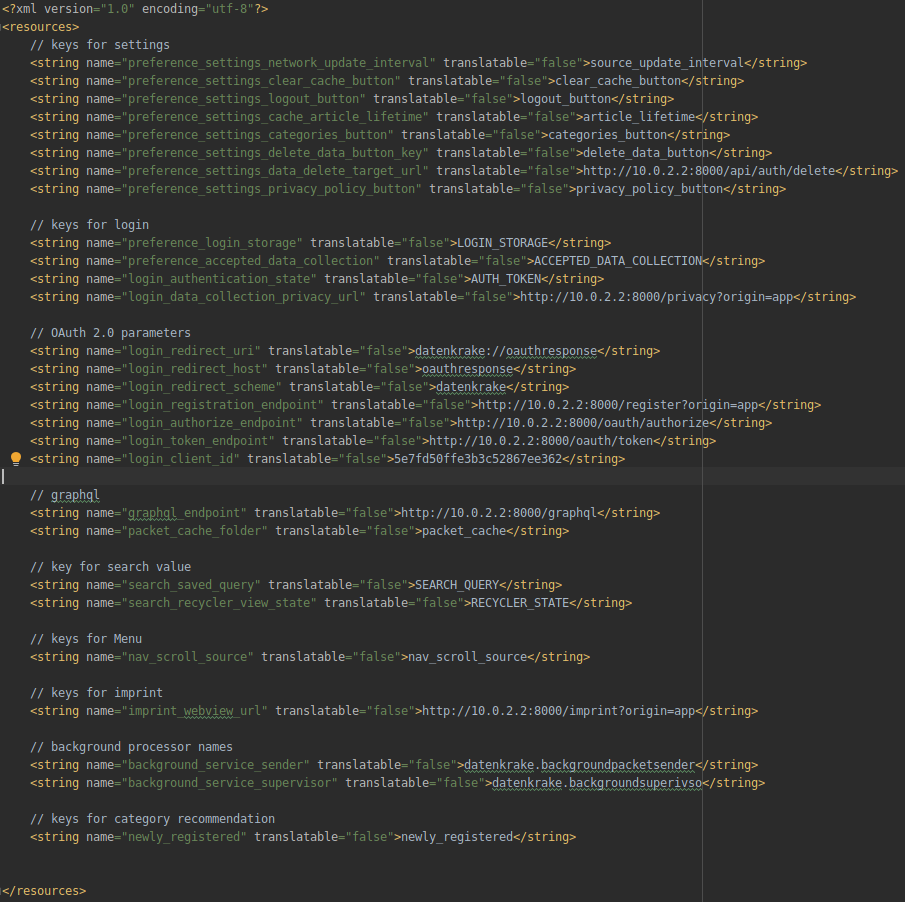 <?xml version="1.0" encoding="utf-8"?>
<resources>
// keys for settings
<string name="preference_settings_network_update_interval" translatable="false">source_update_interval</string>
<string name="preference_settings_clear_cache_button" translatable="false">clear_cache_button</string>
<string name="preference_settings_logout_button" translatable="false">logout_button</string>
<string name="preference_settings_cache_article_lifetime" translatable="false">article_lifetime</string>
<string name="preference_settings_categories_button" translatable="false">categories_button</string>
<string name="preference_settings_delete_data_button_key" translatable="false">delete_data_button</string>
<string name="preference_settings_data_delete_target_url" translatable="false">http://10.0.2.2:8000/api/auth/delete</string>
<string name="preference_settings_privacy_policy_button" translatable="false">privacy_policy_button</string>
// keys for login
<string name="preference_login_storage" translatable="false">LOGIN_STORAGE</string>
<string name="preference_accepted_data_collection" translatable="false">ACCEPTED_DATA_COLLECTION</string>
<string name="login_authentication_state" translatable="false">AUTH_TOKEN</string>
<string name="login_data_collection_privacy_url" translatable="false">http://10.0.2.2:8000/privacy?origin=app</string>
// OAuth 2.0 parameters
<string name="login_redirect_uri" translatable="false">datenkrake://oauthresponse</string>
<string name="login_redirect_host" translatable="false">oauthresponse</string>
<string name="login_redirect_scheme" translatable="false">datenkrake</string>
<string name="login_registration_endpoint" translatable="false">http://10.0.2.2:8000/register?origin=app</string>
<string name="login_authorize_endpoint" translatable="false">http://10.0.2.2:8000/oauth/authorize</string>
<string name="login_token_endpoint" translatable="false">http://10.0.2.2:8000/oauth/token</string>
<string name="login_client_id" translatable="false">5e7fd50ffe3b3c52867ee362</string>
// graphql
<string name="graphql_endpoint" translatable="false">http://10.0.2.2:8000/graphql</string>
<string name="packet_cache_folder" translatable="false">packet_cache</string>
// key for search value
<string name="search_saved_query" translatable="false">SEARCH_QUERY</string>
<string name="search_recycler_view_state" translatable="false">RECYCLER_STATE</string>
// keys for Menu
<string name="nav_scroll_source" translatable="false">nav_scroll_source</string>
// keys for imprint
<string name="imprint_webview_url" translatable="false">http://10.0.2.2:8000/imprint?origin=app</string>
// background processor names
<string name="background_service_sender" translatable="false">datenkrake.backgroundpacketsender</string>
<string name="background_service_supervisor" translatable="false">datenkrake.backgroundsuperivso</string>
// keys for category recommendation
<string name="newly_registered" translatable="false">newly_registered</string>
</resources>